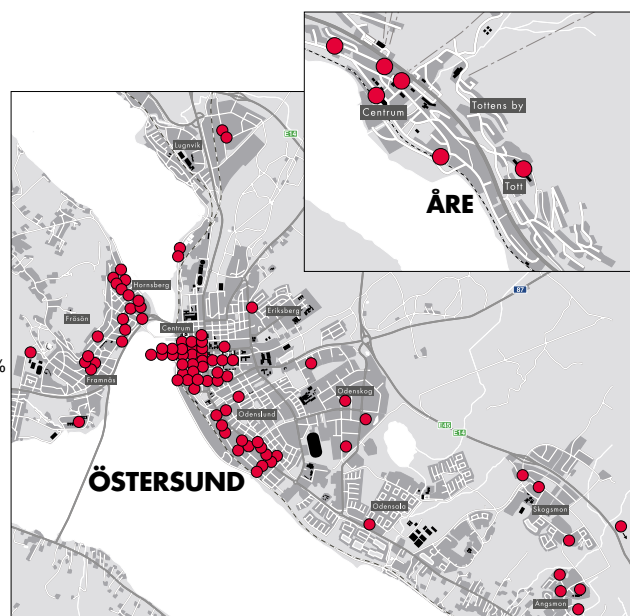 Tottens by
Centrum
Tott
ÅRE
E14
Lugnvik
87
Hornsberg
Eriksberg
Frösön
Centrum
%
Framnäs
Odenskog
Odenslund
E45
E14
ÖSTERSUND
Odensala
Skogsmon
Ängsmon